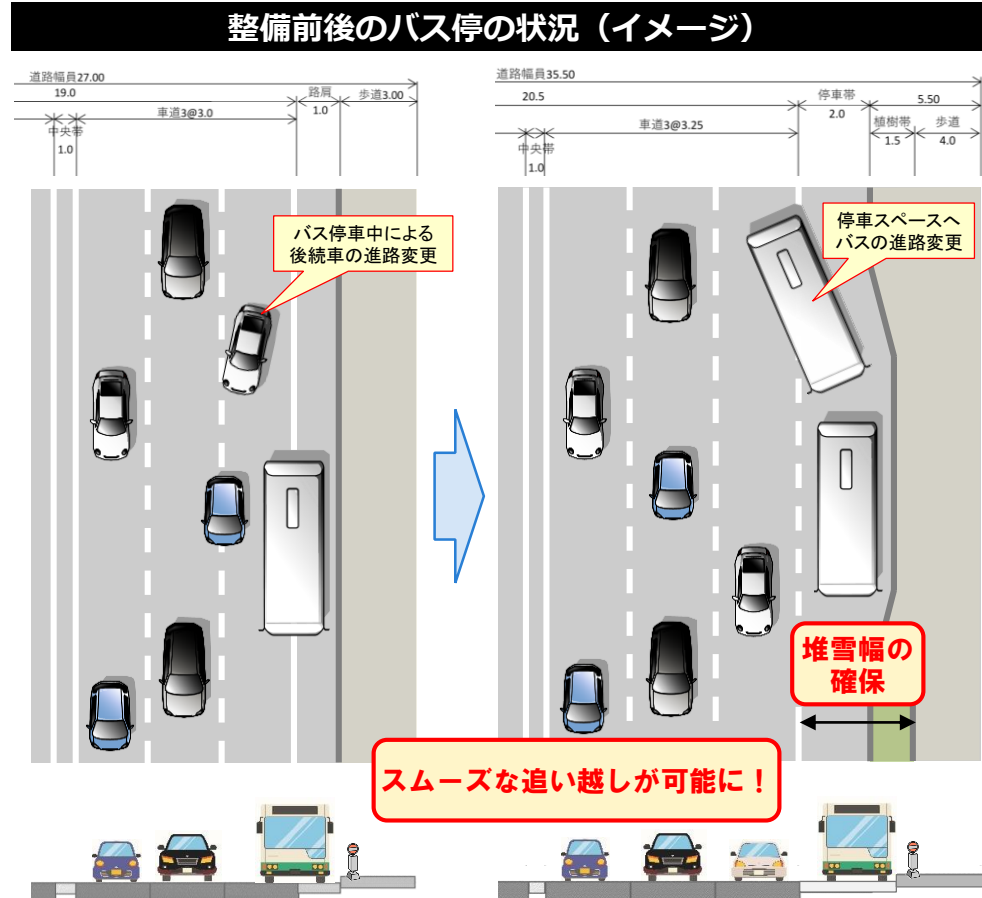 整備前後のバス停の状況（イメージ）
道路幅員27.00
19.0
路肩
歩道3.00
車道3@3.0
1.0
中央帯
1.0
バス停車中による
後続車の進路変更
道路幅員35.50
20.5
停車帯
5.50
車道3@3.25
2.0
植樹帯
歩道
中央帯
1.5
4.0
1.0
停車スペースへ
バスの進路変更
堆雪幅の
確保
スムーズな追い越しが可能に！